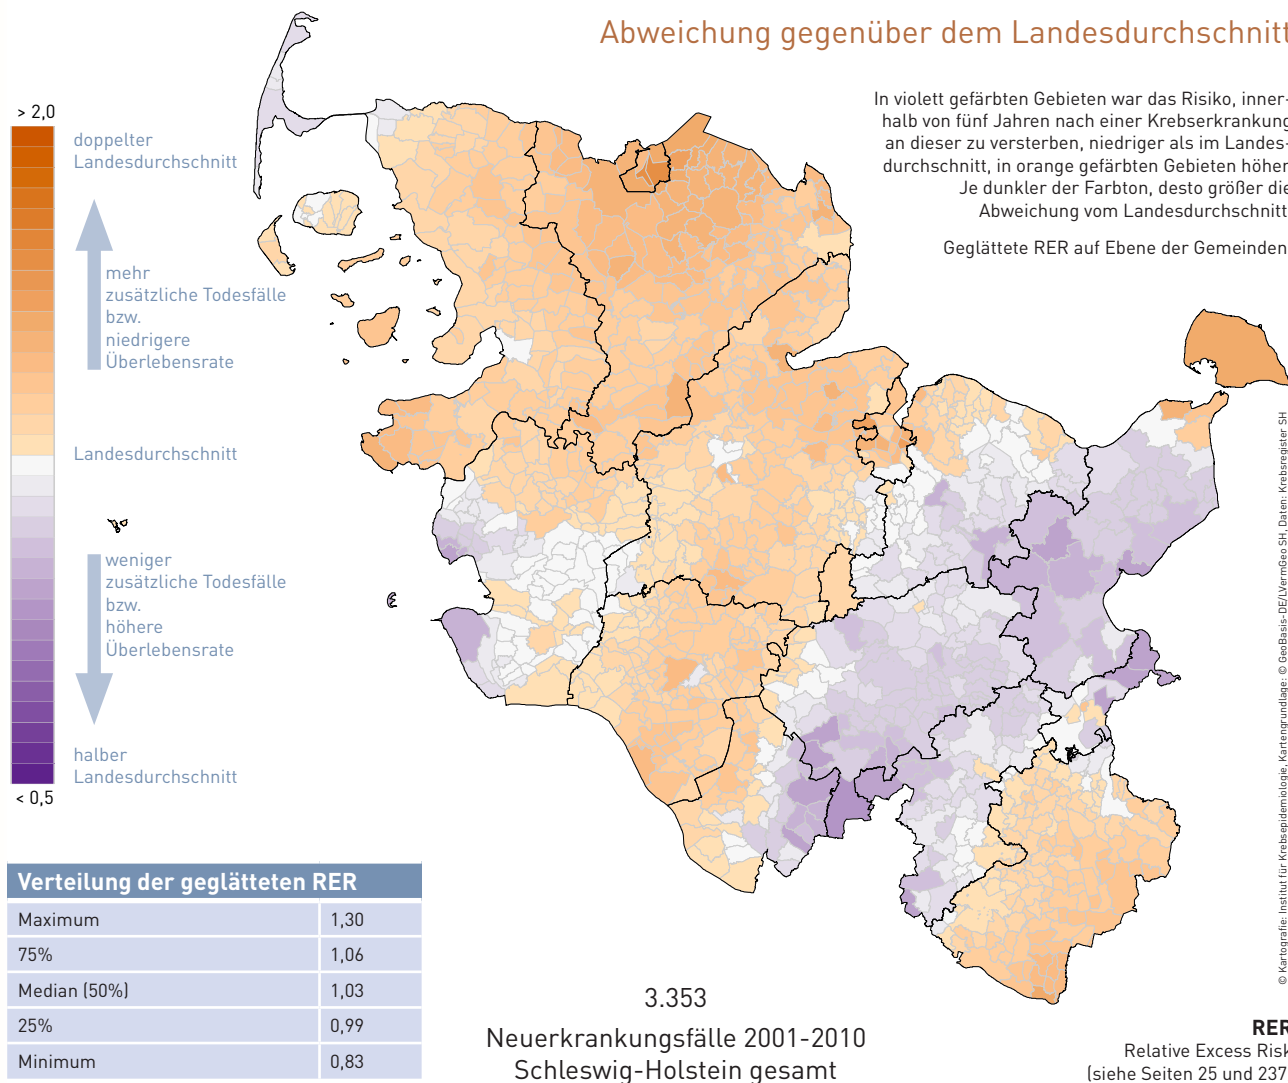 Abweichung gegenüber dem Landesdurchschnitt
In violett gefärbten Gebieten war das Risiko, inner-
halb von fünf Jahren nach einer Krebserkrankung
an dieser zu versterben, niedriger als im Landes-
durchschnitt, in orange gefärbten Gebieten höher.
Je dunkler der Farbton, desto größer die
Abweichung vom Landesdurchschnitt.
Geglättete RER auf Ebene der Gemeinden.
> 2,0
doppelter
Landesdurchschnitt
mehr
zusätzliche Todesfälle
bzw.
niedrigere
Überlebensrate
Landesdurchschnitt
weniger
zusätzliche Todesfälle
bzw.
höhere
Überlebensrate
halber
Landesdurchschnitt
< 0,5
© Kartografie: Institut für Krebsepidemiologie, Kartengrundlage: © GeoBasis-DE/LVermGeo SH, Daten: Krebsregister SH
Verteilung der geglätteten RER
Maximum 1,30
75% 1,06
Median (50%) 1,03
25% 0,99
Minimum 0,83
3.353
Neuerkrankungsfälle 2001-2010
Schleswig-Holstein gesamt
RER
Relative Excess Risk
(siehe Seiten 25 und 237)